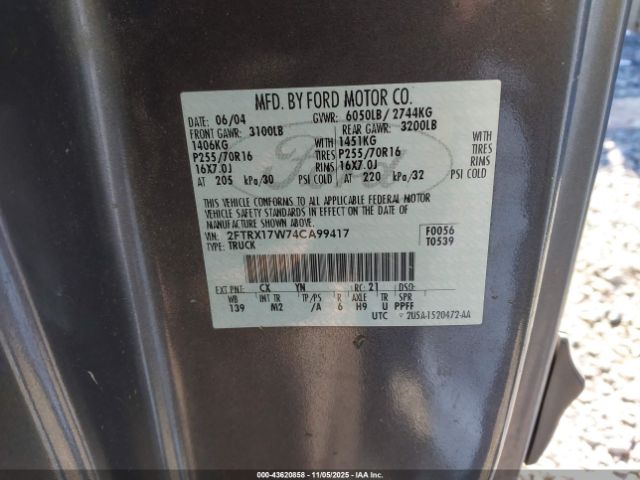 MFD. BY FORD MOTOR CO.
DATE: 06/04 GVWR: 6050LB/ 2744KG
FRONT GAWR: 3100LB REAR GAWR: 3200LB
1406KG WITH 1451KG WITH
P255/70R16 TIRES P255/70R16 TIRES
16X7.0J RIMS 16X7.0J RIMS
AT 205 kPa/30 PSI COLD AT 220 kPa/32 PSI COLD
THIS VEHICLE CONFORMS TO ALL APPLICABLE FEDERAL MOTOR
VEHICLE SAFETY STANDARDS IN EFFECT ON THE DATE OF
MANUFACTURE SHOWN ABOVE.
VIN: 2FTRX17W74CA99417 F0056
TYPE: TRUCK T0539
EXT PNT: CX YN RC: 21 DSO:
WB INT TR TP/PS R AXLE TR SPR
139 M2 /A 6 H9 U PPFF
UTC 2USA-1520472-AA
Ford
000-43620858 - 11/05/2025 - COPART